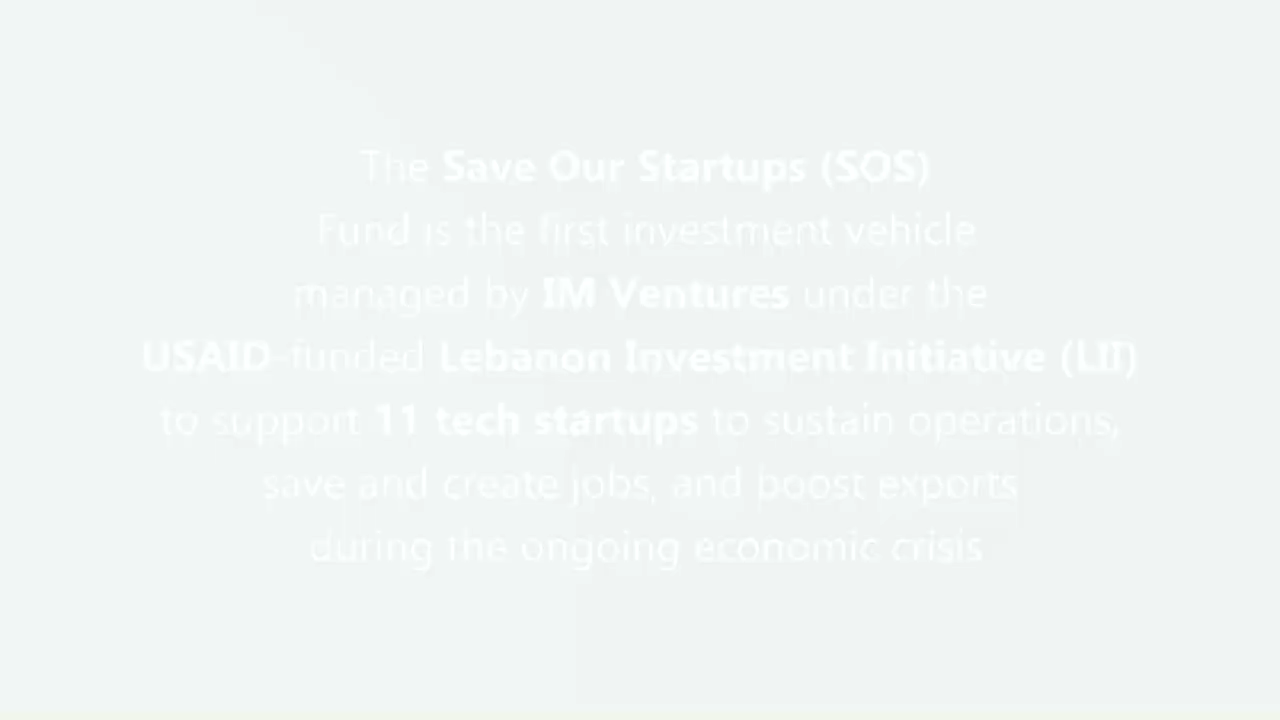 The Save Our Startups (SOS)
Fund is the first investment vehicle
managed by IM Ventures under the
USAID-funded Lebanon Investment Initiative (LII)
to support 11 tech startups to sustain operations,
save and create jobs, and boost exports
during the ongoing economic crisis